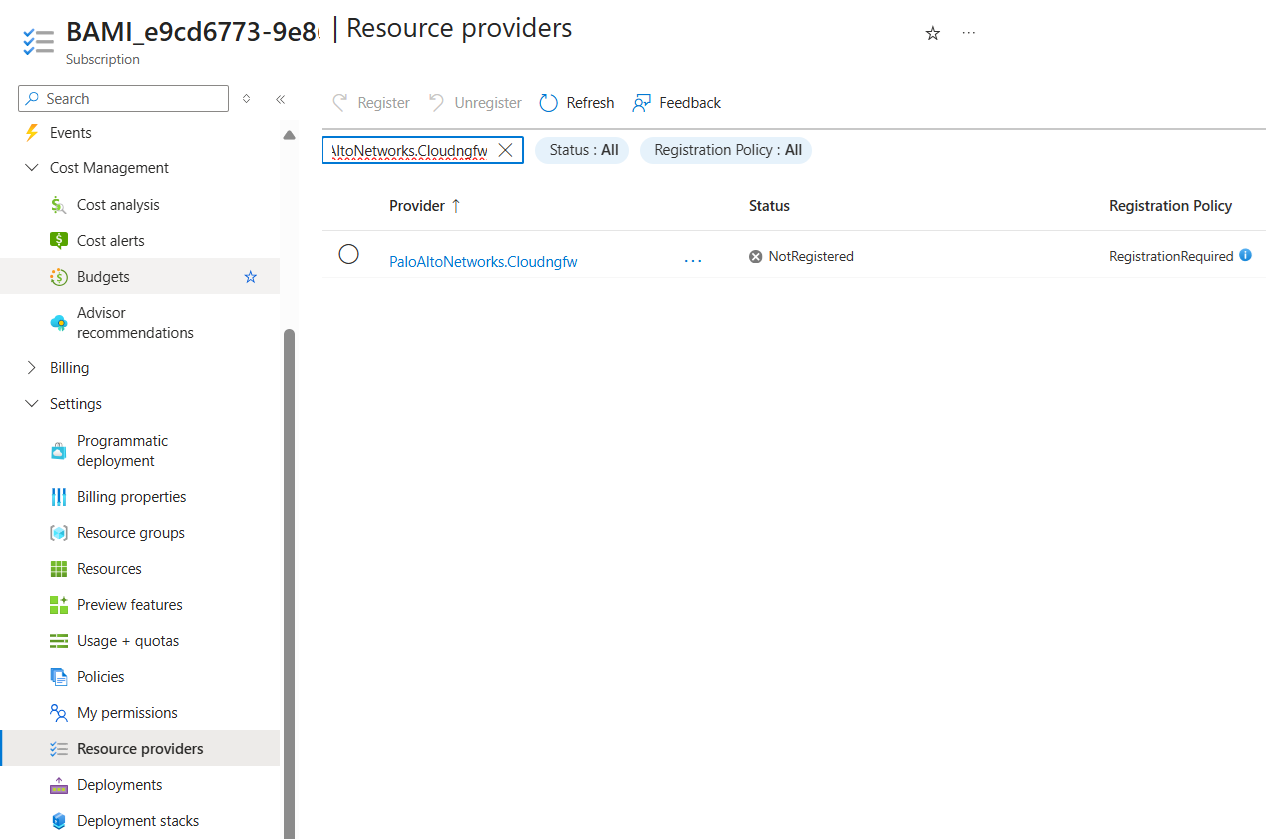 BAMI_e9cd6773-9e8 | Resource providers
Subscription
Search
Register
Unregister
Refresh
Feedback
Events
Cost Management
Cost analysis
Cost alerts
Budgets
Advisor
recommendations
Billing
Settings
Programmatic
deployment
Billing properties
Resource groups
Resources
Preview features
Usage + quotas
Policies
My permissions
Resource providers
Deployments
Deployment stacks
AltoNetworks.Cloudngfw
Status : All
Registration Policy : All
Provider ↑
Status
Registration Policy
PaloAltoNetworks.Cloudngfw
...
NotRegistered
RegistrationRequired